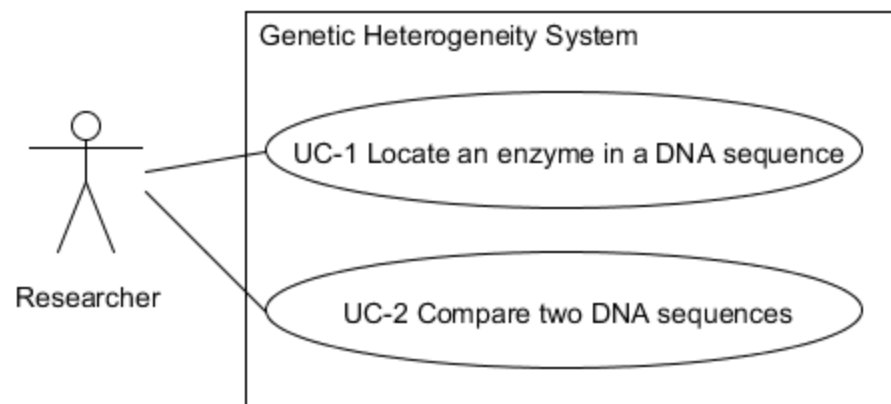 Genetic Heterogeneity System
UC-1 Locate an enzyme in a DNA sequence
Researcher
UC-2 Compare two DNA sequences